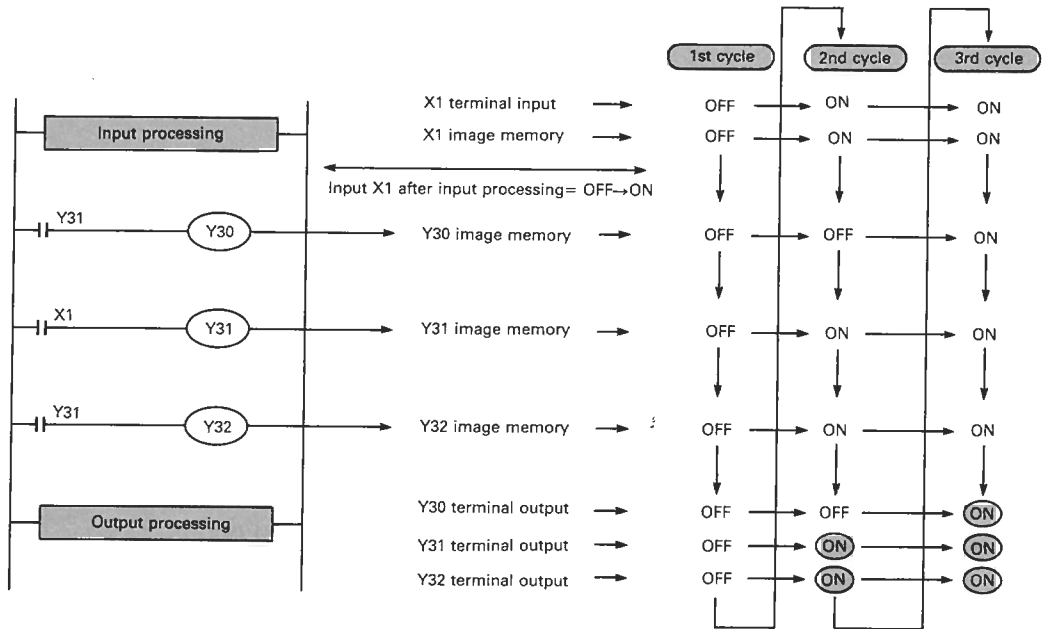 1st cycle 2nd cycle 3rd cycle
X1 terminal input OFF ON ON
Input processing
X1 image memory OFF ON ON
Input X1 after input processing= OFF→ON
Y31 Y30 Y30 image memory OFF OFF ON
X1 Y31 Y31 image memory OFF ON ON
Y31 Y32 Y32 image memory OFF ON ON
Output processing
Y30 terminal output OFF OFF ON
Y31 terminal output OFF ON ON
Y32 terminal output OFF ON ON